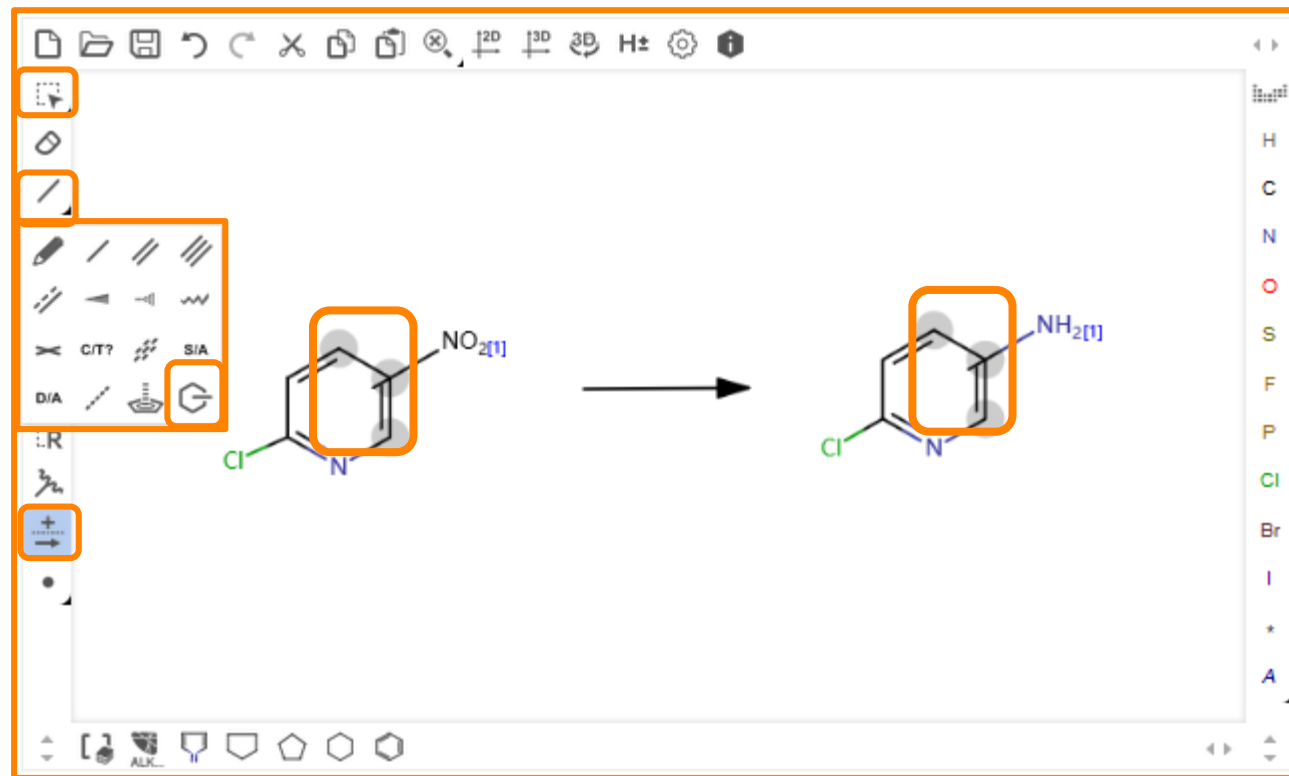 2D 3D 3D H±
H
C
N
O
S
F
P
Cl
Br
I
*
A
C/T? S/A
D/A
R
NO2[1]
Cl
N
NH2[1]
Cl
N
ALK...